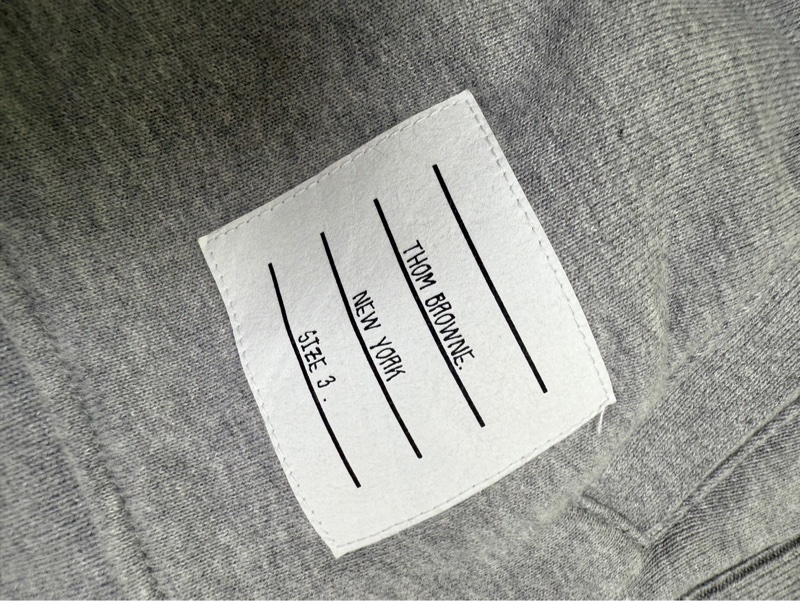 THOM BROWNE.
NEW YORK
SIZE 3 .